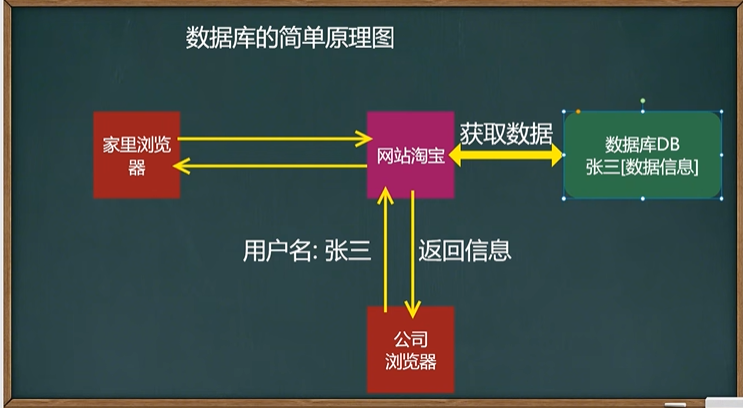 数据库的简单原理图
家里浏览
器
网站淘宝
获取数据
数据库DB
张三[数据信息]
用户名: 张三
返回信息
公司
浏览器